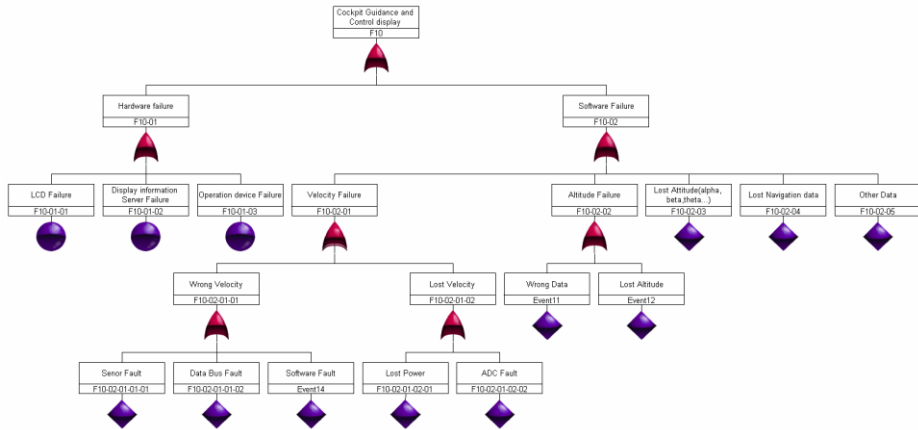 Cockpit Guidance and
Control display
F10
Hardware failure
F10-01
Software Failure
F10-02
LCD Failure
F10-01-01
Display information
Server Failure
F10-01-02
Operation device Failure
F10-01-03
Velocity Failure
F10-02-01
Altitude Failure
F10-02-02
Lost Attitude(alpha,
beta,theta...)
F10-02-03
Lost Navigation data
F10-02-04
Other Data
F10-02-05
Wrong Velocity
F10-02-01-01
Lost Velocity
F10-02-01-02
Wrong Data
Event11
Lost Altitude
Event12
Senor Fault
F10-02-01-01-01
Data Bus Fault
F10-02-01-01-02
Software Fault
Event14
Lost Power
F10-02-01-02-01
ADC Fault
F10-02-01-02-02